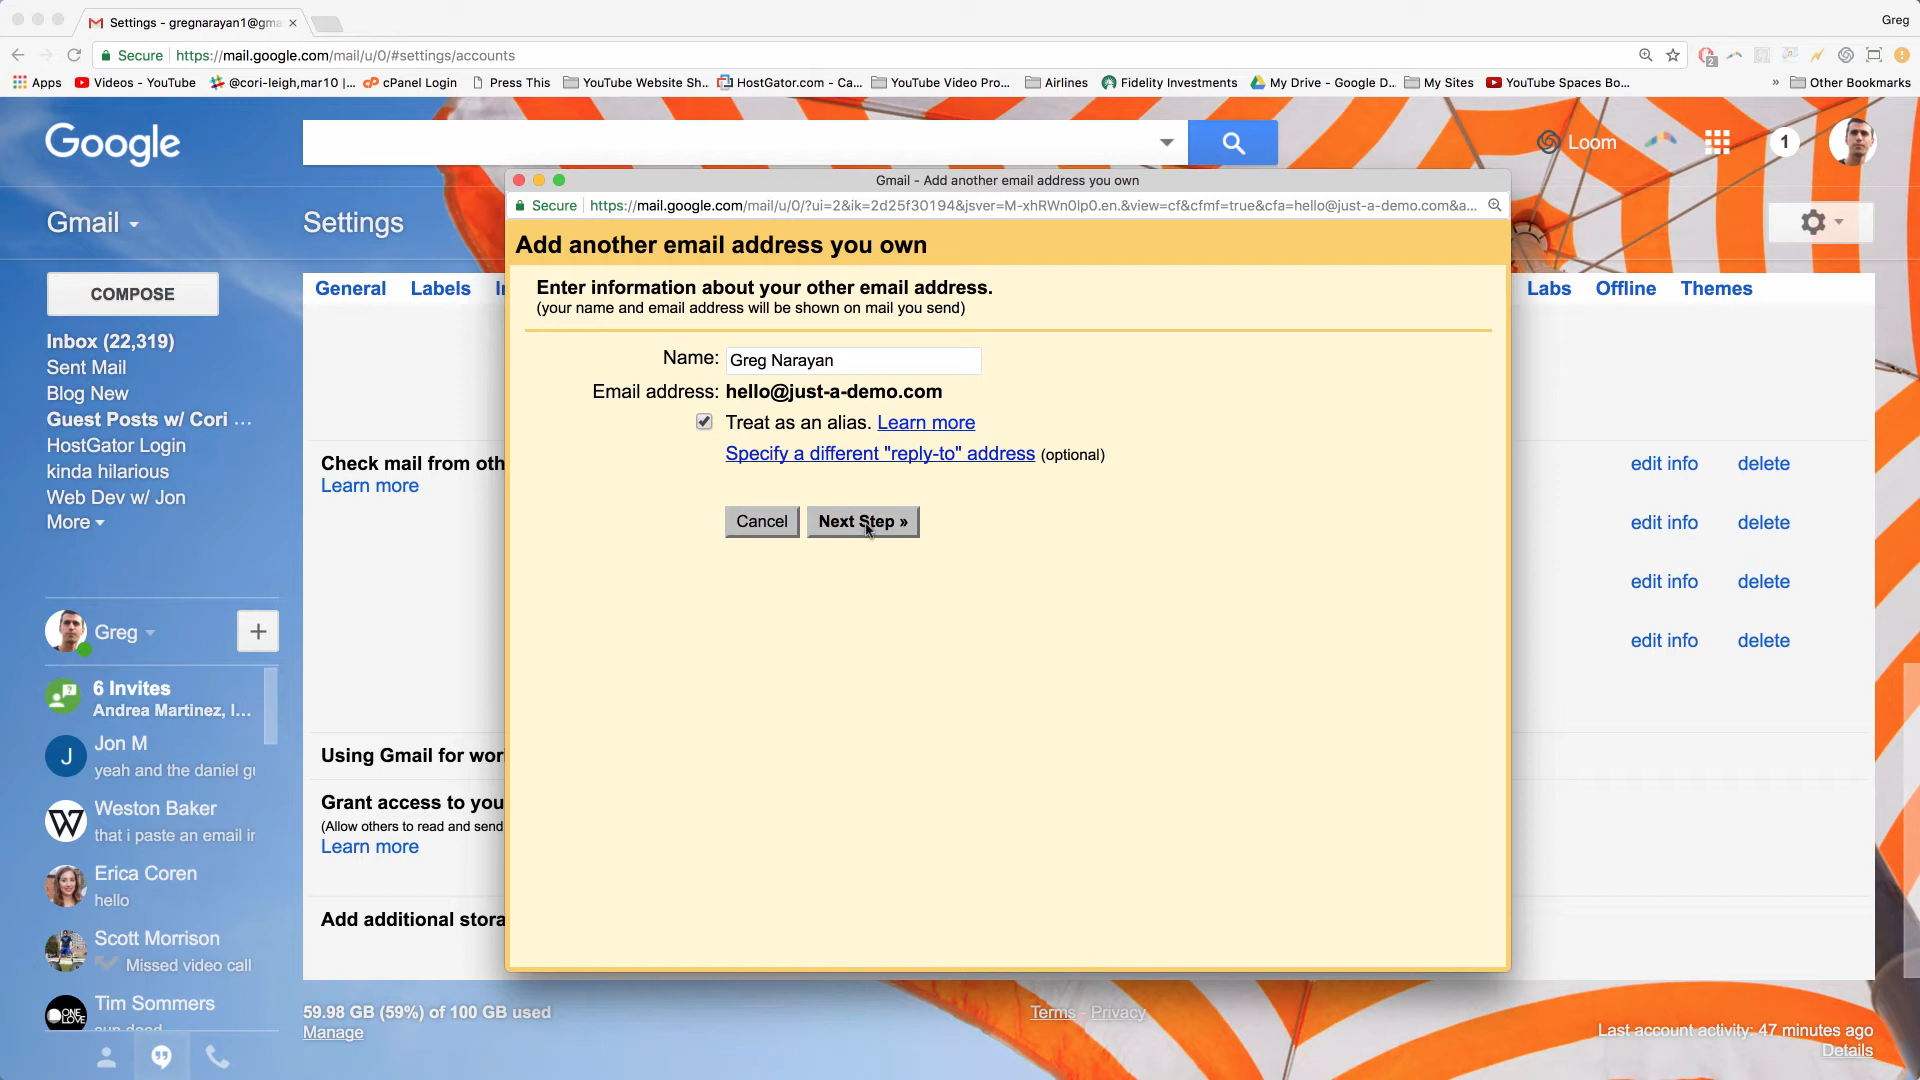 Settings - gregnarayan1@gma
Greg
Secure
https://mail.google.com/mail/u/0/#settings/accounts
2
Apps
Videos - YouTube
@cori-leigh,mar10 |...
cPanel Login
Press This
YouTube Website Sh...
HostGator.com - Ca...
YouTube Video Pro...
Airlines
Fidelity Investments
My Drive - Google D...
My Sites
YouTube Spaces Bo...
»
Other Bookmarks
Google
Loom
1
Gmail
Settings
Gmail - Add another email address you own
Secure
https://mail.google.com/mail/u/0/?ui=2&ik=2d25f30194&jsver=M-xhRWn0lp0.en.&view=cf&cfmf=true&cfa=hello@just-a-demo.com&a...
Add another email address you own
Enter information about your other email address.
(your name and email address will be shown on mail you send)
Name: Greg Narayan
Email address: hello@just-a-demo.com
Treat as an alias. Learn more
Specify a different "reply-to" address (optional)
Cancel
Next Step »
General
Labels
Labs
Offline
Themes
COMPOSE
Inbox (22,319)
Sent Mail
Blog New
Guest Posts w/ Cori ...
HostGator Login
kinda hilarious
Web Dev w/ Jon
More
Check mail from oth
Learn more
edit info delete
edit info delete
edit info delete
edit info delete
Using Gmail for wor
Grant access to you
(Allow others to read and send
Learn more
Add additional stora
Greg
+
6 Invites
Andrea Martinez, I...
J
Jon M
yeah and the daniel gu
W
Weston Baker
that i paste an email ir
Erica Coren
hello
Scott Morrison
Missed video call
ONE
LOVE
Tim Sommers
59.98 GB (59%) of 100 GB used
Manage
Terms - Privacy
Last account activity: 47 minutes ago
Details